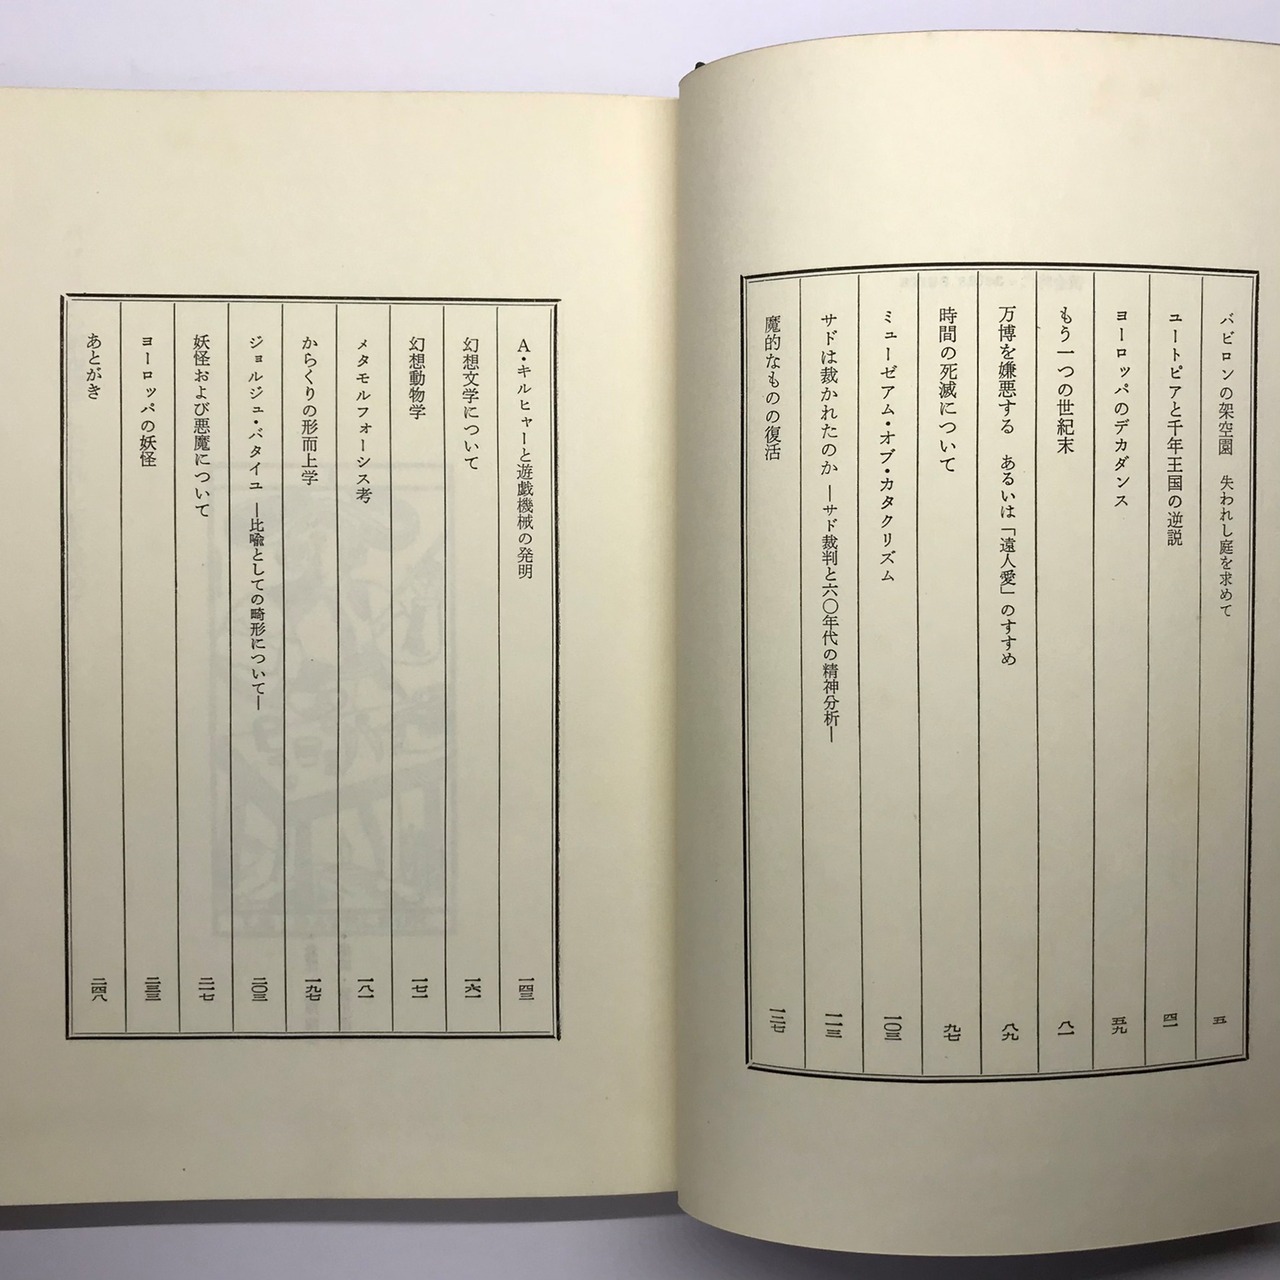 バビロンの架空園　失われし庭を求めて　五
ユートピアと千年王国の逆説　四一
ヨーロッパのデカダンス　五九
もう一つの世紀末　八一
万博を嫌悪する　あるいは「遠人愛」のすすめ　八九
時間の死滅について　九七
ミューゼアム・オブ・カタクリズム　一〇三
サドは裁かれたのか ―サド裁判と六〇年代の精神分析―　一一三
魔的なものの復活　一二七
A・キルヒャーと遊戯機械の発明　一四三
幻想文学について　一六一
幻想動物学　一七一
メタモルフォーシス考　一八一
からくりの形而上学　一九七
ジョルジュ・バタイユ ―比喩としての畸形について―　二〇三
妖怪および悪魔について　二一七
ヨーロッパの妖怪　二三三
あとがき　二四八